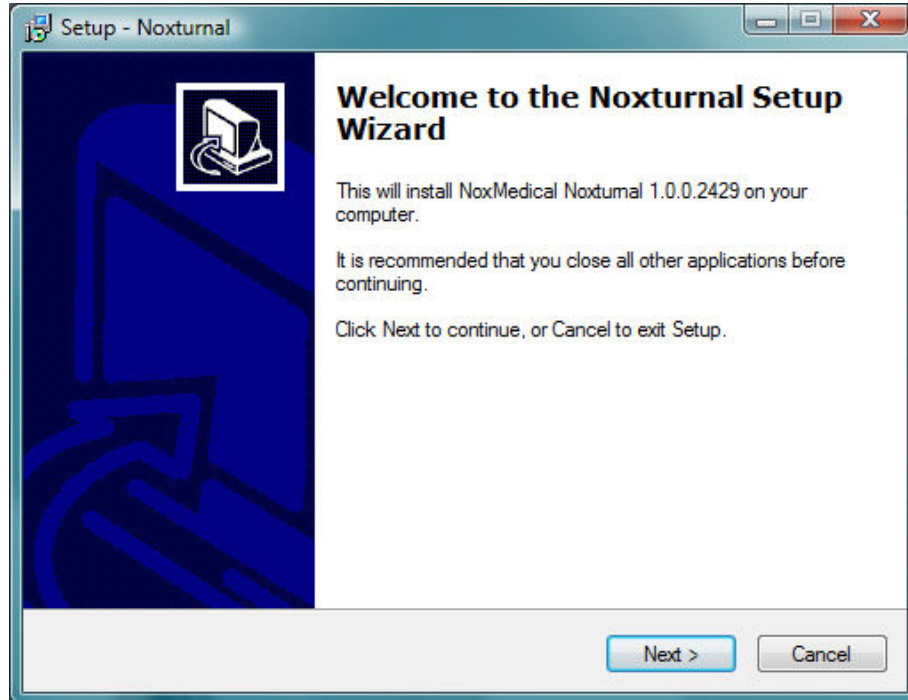 Setup - Noxturnal
Welcome to the Noxturnal Setup
Wizard
This will install NoxMedical Noxturnal 1.0.0.2429 on your
computer.
It is recommended that you close all other applications before
continuing.
Click Next to continue, or Cancel to exit Setup.
Next >
Cancel